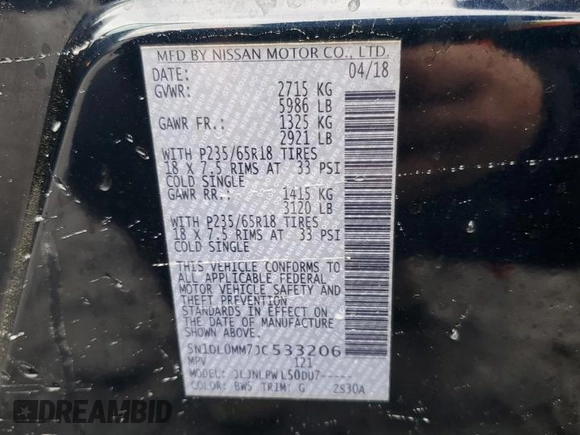 MFD BY NISSAN MOTOR CO., LTD.
DATE: 04/18
GVWR: 2715 KG
5986 LB
GAWR FR.: 1325 KG
2921 LB
WITH P235/65R18 TIRES
18 X 7.5 RIMS AT 33 PSI
COLD SINGLE
GAWR RR.: 1415 KG
3120 LB
WITH P235/65R18 TIRES
18 X 7.5 RIMS AT 33 PSI
COLD SINGLE
THIS VEHICLE CONFORMS TO
ALL APPLICABLE FEDERAL
MOTOR VEHICLE SAFETY AND
THEFT PREVENTION
STANDARDS IN EFFECT ON
THE DATE OF MANUFACTURE
SHOWN ABOVE.
5N1DL0MM7JC533206
MPV 121
MODEL: JLJNLPWL50DU7-----
COLOR: BW5 TRIM: G 2830A
DREAMBID